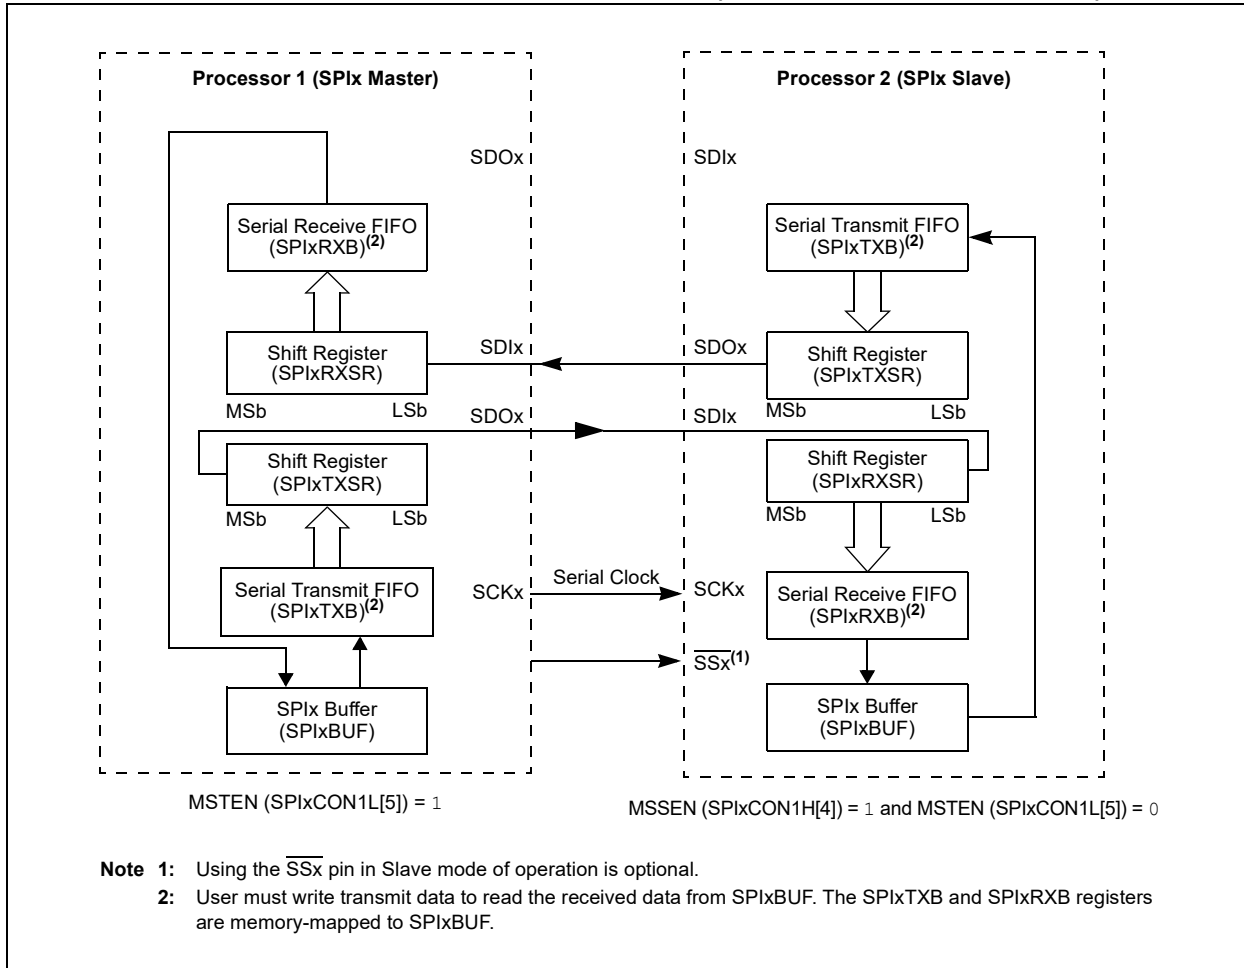 Processor 1 (SPIx Master)
Processor 2 (SPIx Slave)
SDOx
SDIx
Serial Receive FIFO
(SPIxRXB)(2)
Serial Transmit FIFO
(SPIxTXB)(2)
Shift Register
(SPIxRXSR)
SDIx
SDOx
Shift Register
(SPIxTXSR)
MSb
LSb
MSb
LSb
SDOx
SDIx
Shift Register
(SPIxTXSR)
Shift Register
(SPIxRXSR)
MSb
LSb
MSb
LSb
Serial Transmit FIFO
(SPIxTXB)(2)
SCKx
Serial Clock
SCKx
Serial Receive FIFO
(SPIxRXB)(2)
SSx(1)
SPIx Buffer
(SPIxBUF)
SPIx Buffer
(SPIxBUF)
MSTEN (SPIxCON1L[5]) = 1
MSSEN (SPIxCON1H[4]) = 1 and MSTEN (SPIxCON1L[5]) = 0
Note 1: Using the SSx pin in Slave mode of operation is optional.
2: User must write transmit data to read the received data from SPIxBUF. The SPIxTXB and SPIxRXB registers
are memory-mapped to SPIxBUF.